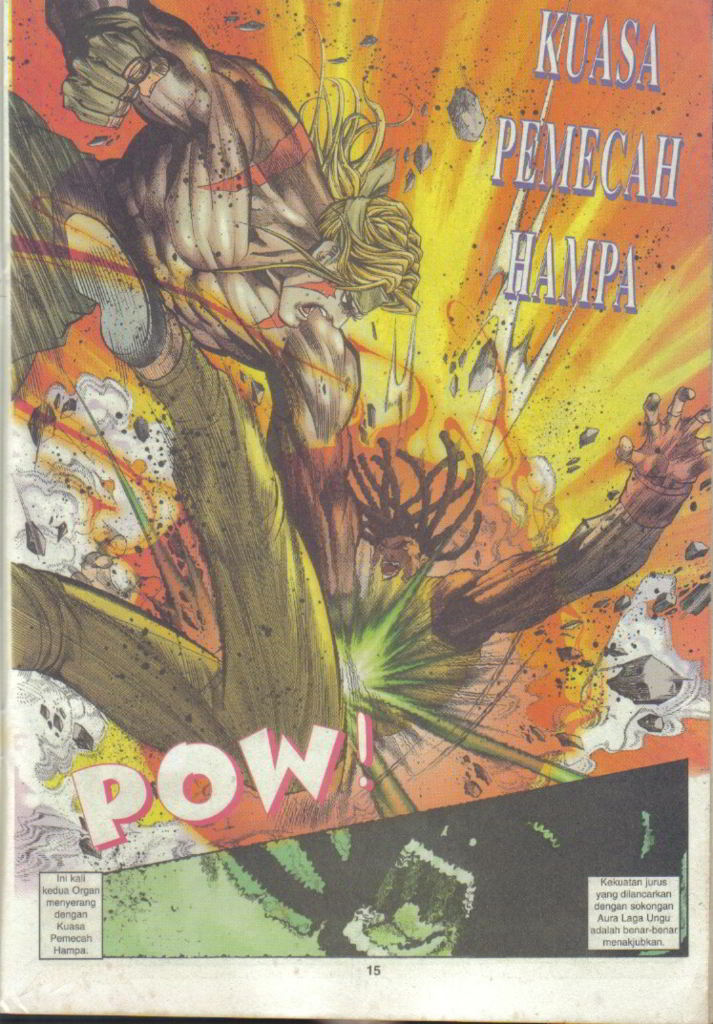 KUASA
PEMECAH
HAMPA
POW!
Ini kali
kedua Organ
menyerang
dengan
Kuasa
Pemecah
Hampa.
Kekuatan jurus
yang dilancarkan
dengan sokongan
Aura Laga Ungu
adalah benar-benar
menakjubkan.
15